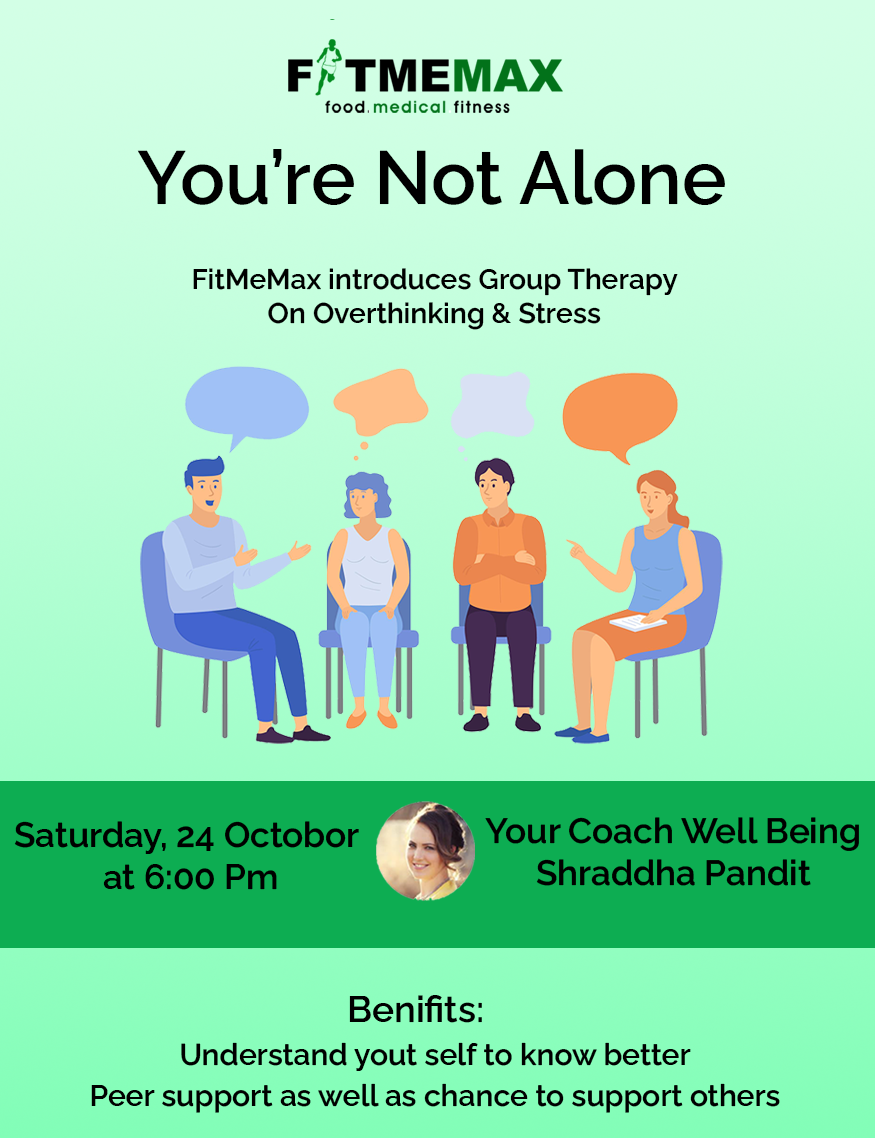 FITMEMAX
food.medical fitness
You're Not Alone
FitMeMax introduces Group Therapy
On Overthinking & Stress
Saturday, 24 Octobor
at 6:00 Pm
Your Coach Well Being
Shraddha Pandit
Benifits:
Understand yout self to know better
Peer support as well as chance to support others